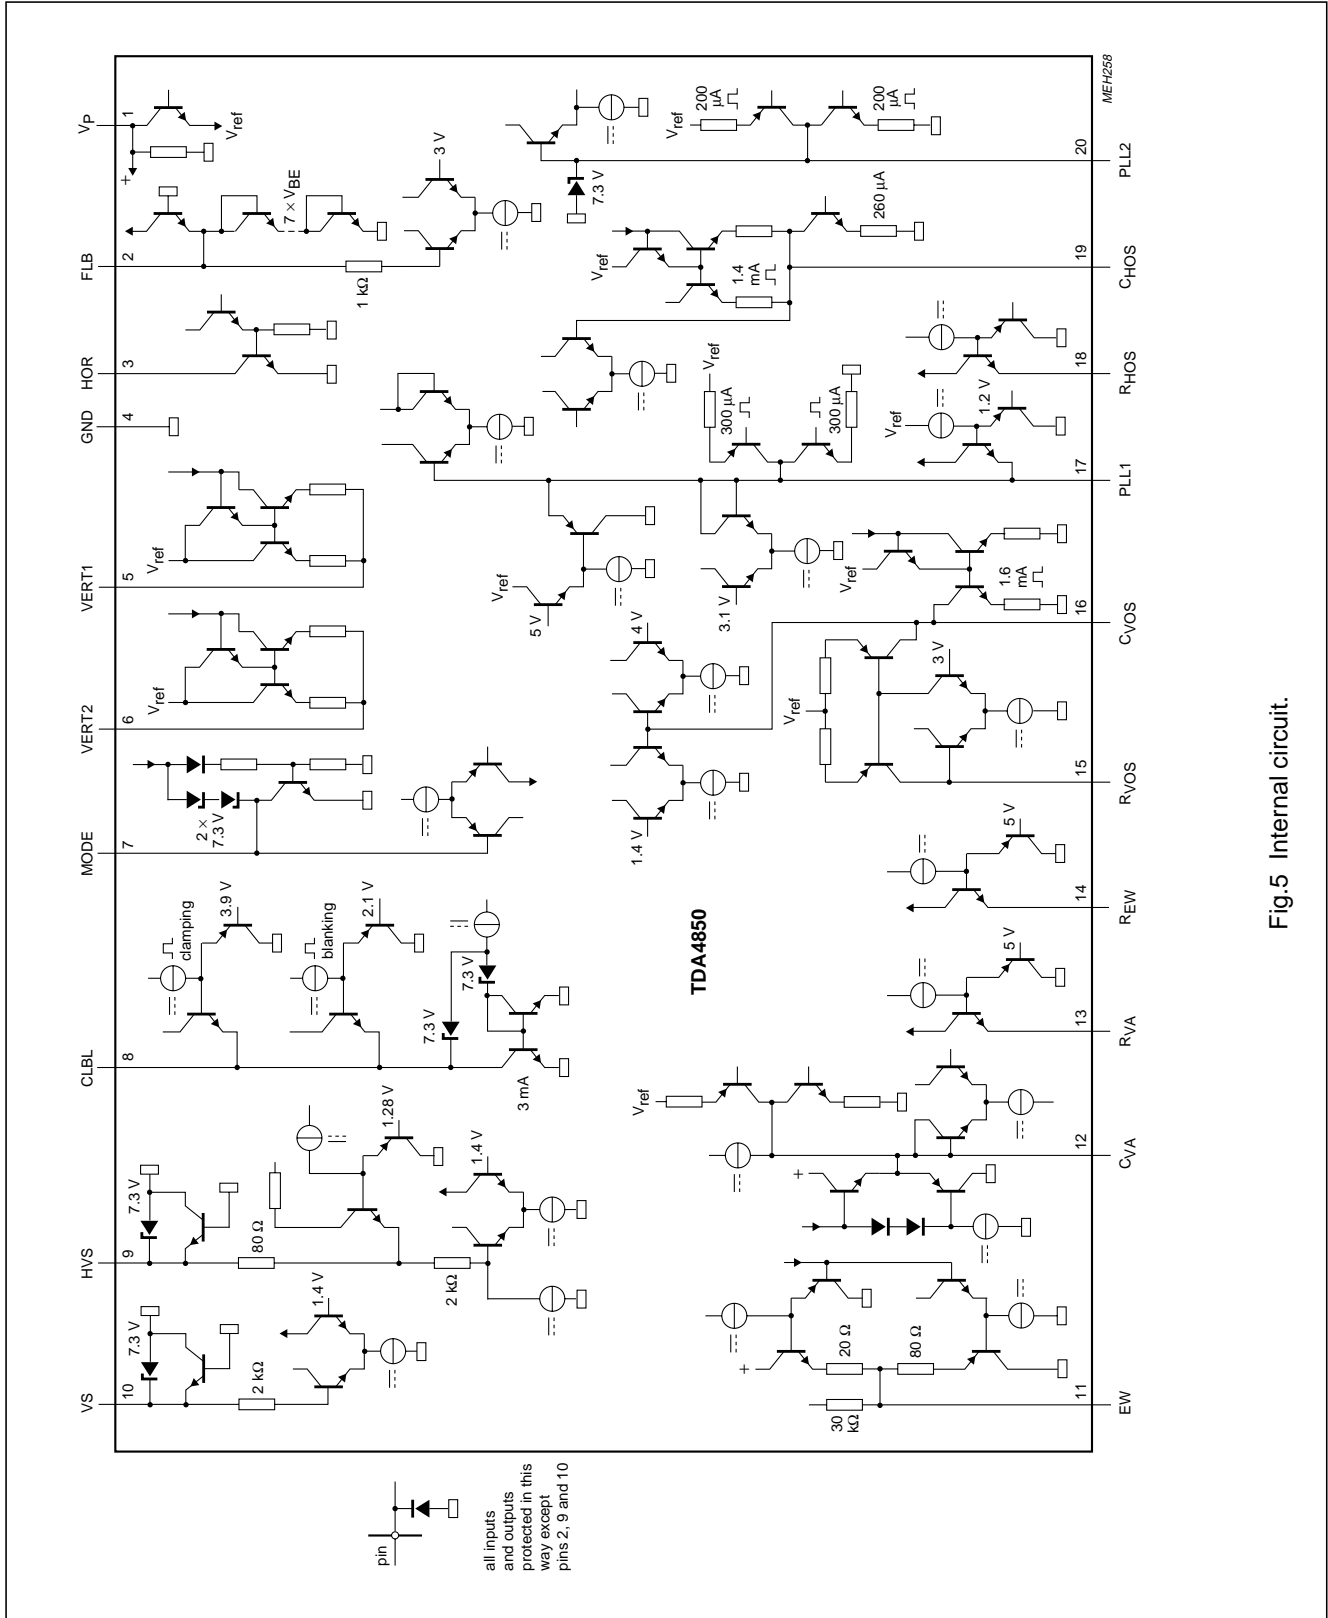 VP
1
+
Vref
FLB
2
7 × VBE
1 kΩ
3 V
HOR
3
GND
4
VERT1
5
Vref
VERT2
6
Vref
MODE
7
2 ×
7.3 V
CLBL
8
clamping
3.9 V
blanking
2.1 V
7.3 V
7.3 V
3 mA
HVS
9
7.3 V
80 Ω
1.28 V
2 kΩ
1.4 V
VS
10
7.3 V
2 kΩ
1.4 V
pin
all inputs
and outputs
protected in this
way except
pins 2, 9 and 10
7.3 V
Vref
200
µA
200
µA
20
PLL2
Vref
1.4
mA
260 µA
19
CHOS
18
RHOS
Vref
300 µA
300 µA
Vref
1.2 V
17
PLL1
5 V
Vref
3.1 V
Vref
1.6
mA
16
CVOS
4 V
1.4 V
Vref
3 V
15
RVOS
5 V
14
REW
5 V
13
RVA
TDA4850
Vref
+
12
CVA
+
20 Ω
80 Ω
30
kΩ
11
EW
MEH258
Fig.5 Internal circuit.